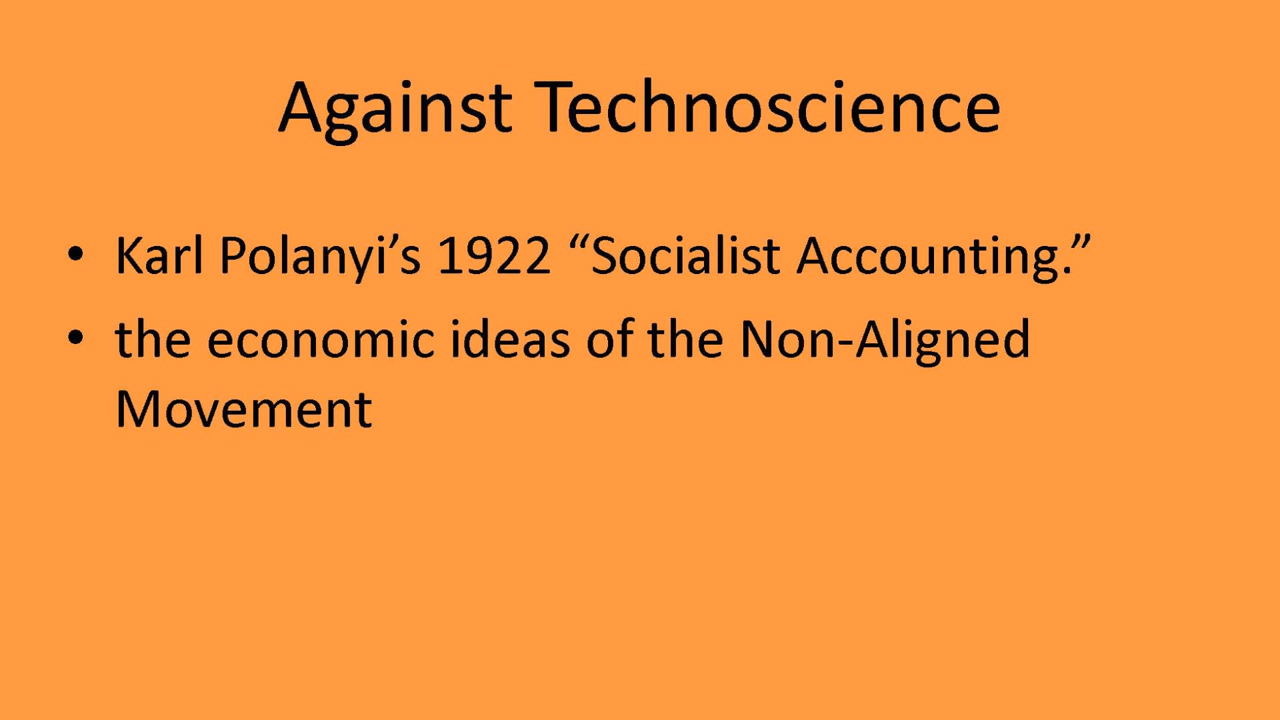 Against Technoscience
• Karl Polanyi’s 1922 “Socialist Accounting.”
• the economic ideas of the Non-Aligned
Movement